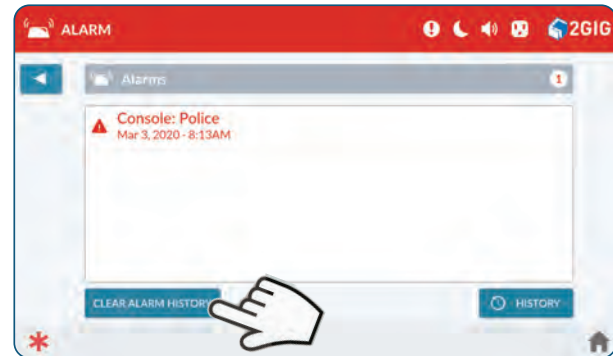 ALARM
2GIG
Alarms 1
Console: Police
Mar 3, 2020 - 8:13AM
CLEAR ALARM HISTORY
HISTORY